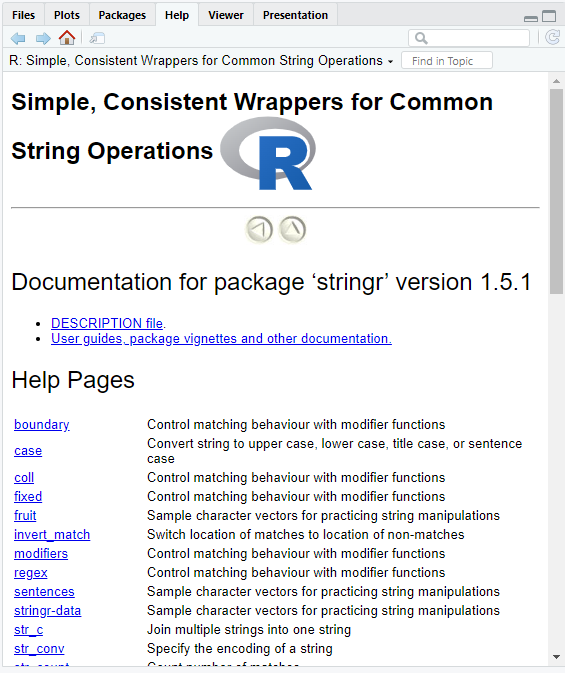 Files Plots Packages Help Viewer Presentation
R: Simple, Consistent Wrappers for Common String Operations Find in Topic
Simple, Consistent Wrappers for Common
String Operations R
Documentation for package ‘stringr’ version 1.5.1
DESCRIPTION file.
User guides, package vignettes and other documentation.
Help Pages
boundary Control matching behaviour with modifier functions
case Convert string to upper case, lower case, title case, or sentence
case
coll Control matching behaviour with modifier functions
fixed Control matching behaviour with modifier functions
fruit Sample character vectors for practicing string manipulations
invert_match Switch location of matches to location of non-matches
modifiers Control matching behaviour with modifier functions
regex Control matching behaviour with modifier functions
sentences Sample character vectors for practicing string manipulations
stringr-data Sample character vectors for practicing string manipulations
str_c Join multiple strings into one string
str_conv Specify the encoding of a string
str_count Count number of matches